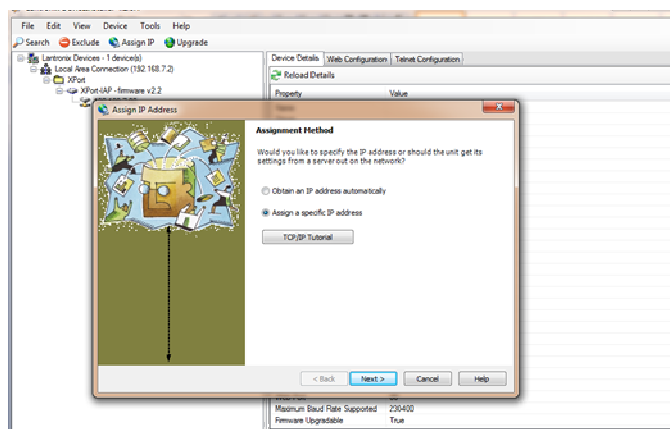 File Edit View Device Tools Help
Search Exclude Assign IP Upgrade
Lantronix Devices - 1 device(s)
Local Area Connection (192.168.7.2)
XPort
XPort-IAP - firmware v2.2
Device Details Web Configuration Telnet Configuration
Reload Details
Property Value
Assign IP Address
Assignment Method
Would you like to specify the IP address or should the unit get its
settings from a server out on the network?
Obtain an IP address automatically
Assign a specific IP address
TCP/IP Tutorial
< Back Next > Cancel Help
Maximum Baud Rate Supported 230400
Firmware Upgradable True